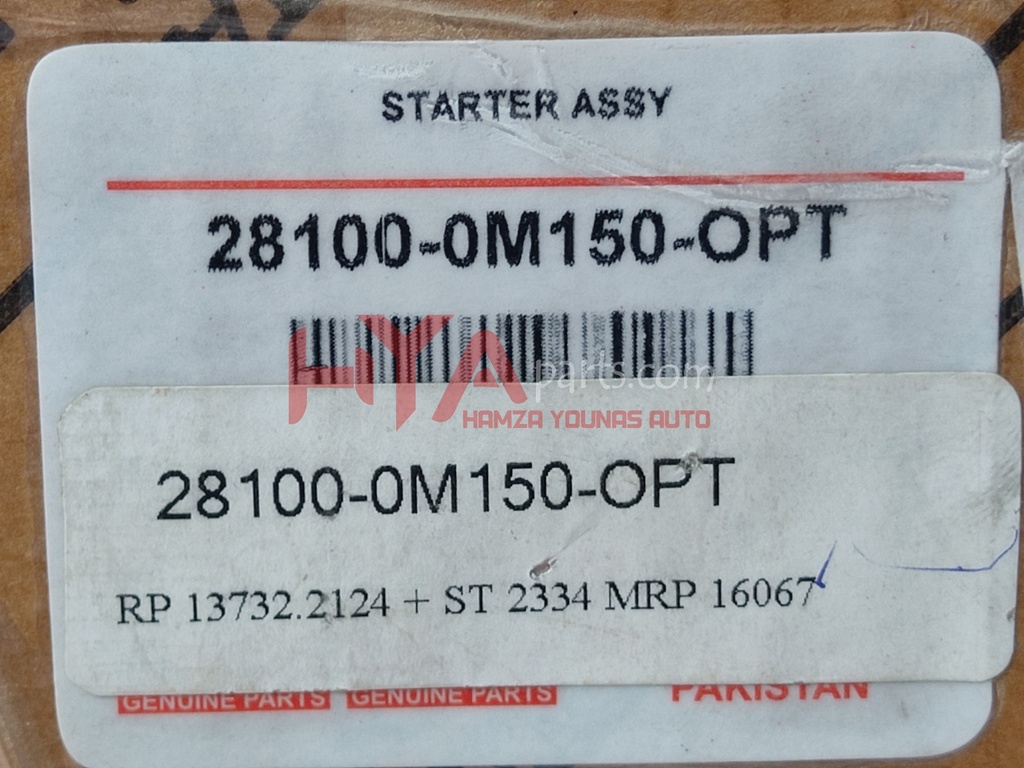 STARTER ASSY
28100-0M150-OPT
HYA parts.com
HAMZA YOUNAS AUTO
28100-0M150-OPT
RP 13732.2124 + ST 2334 MRP 16067
GENUINE PARTS GENUINE PARTS PAKISTAN